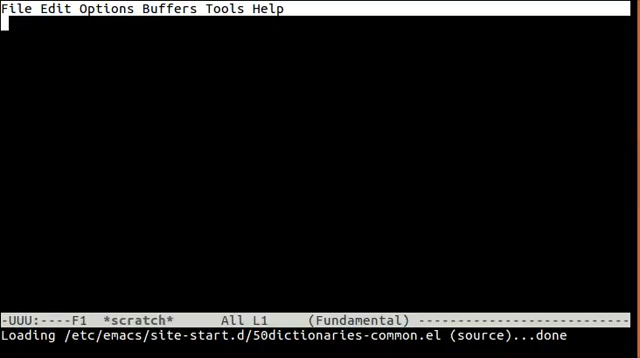 File Edit Options Buffers Tools Help
-UUU:----F1  *scratch*      All L1     (Fundamental) ---------------------------
Loading /etc/emacs/site-start.d/50dictionaries-common.el (source)...done